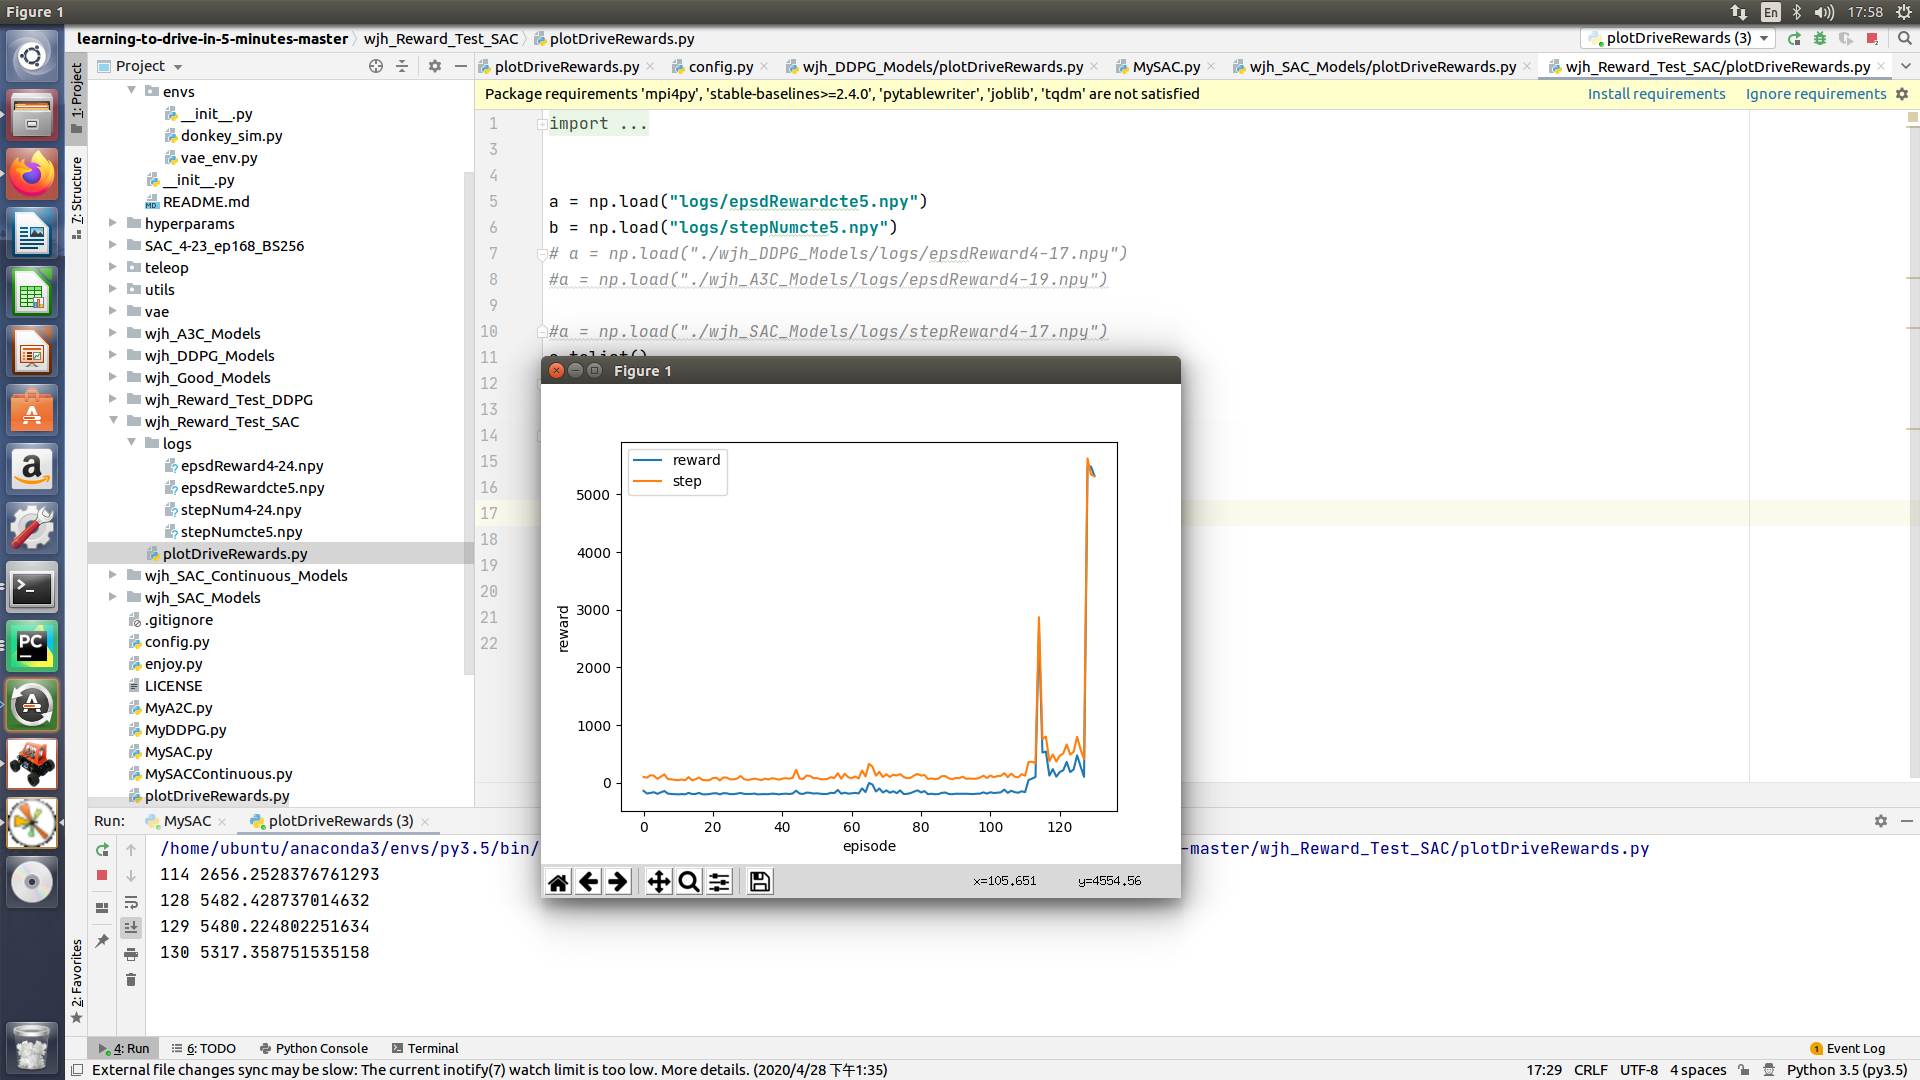 Figure 1
En
17:58
learning-to-drive-in-5-minutes-master
wjh_Reward_Test_SAC
plotDriveRewards.py
plotDriveRewards (3)
1: Project
7: Structure
2: Favorites
Project
plotDriveRewards.py
config.py
wjh_DDPG_Models/plotDriveRewards.py
MySAC.py
wjh_SAC_Models/plotDriveRewards.py
wjh_Reward_Test_SAC/plotDriveRewards.py
Package requirements 'mpi4py', 'stable-baselines>=2.4.0', 'pytablewriter', 'joblib', 'tqdm' are not satisfied
Install requirements
Ignore requirements
envs
__init__.py
donkey_sim.py
vae_env.py
__init__.py
README.md
hyperparams
SAC_4-23_ep168_BS256
teleop
utils
vae
wjh_A3C_Models
wjh_DDPG_Models
wjh_Good_Models
wjh_Reward_Test_DDPG
wjh_Reward_Test_SAC
logs
epsdReward4-24.npy
epsdRewardcte5.npy
stepNum4-24.npy
stepNumcte5.npy
plotDriveRewards.py
wjh_SAC_Continuous_Models
wjh_SAC_Models
.gitignore
config.py
enjoy.py
LICENSE
MyA2C.py
MyDDPG.py
MySAC.py
MySACContinuous.py
plotDriveRewards.py
1 import ...
3
4
5 a = np.load("logs/epsdRewardcte5.npy")
6 b = np.load("logs/stepNumcte5.npy")
7 # a = np.load("./wjh_DDPG_Models/logs/epsdReward4-17.npy")
8 #a = np.load("./wjh_A3C_Models/logs/epsdReward4-19.npy")
9
10 #a = np.load("./wjh_SAC_Models/logs/stepReward4-17.npy")
11
12
13
14
15
16
17
18
19
20
21
22
Figure 1
reward
step
5000
4000
3000
2000
1000
0
reward
0 20 40 60 80 100 120
episode
x=105.651 y=4554.56
Run:
MySAC
plotDriveRewards (3)
/home/ubuntu/anaconda3/envs/py3.5/bin/
-master/wjh_Reward_Test_SAC/plotDriveRewards.py
114 2656.2528376761293
128 5482.428737014632
129 5480.224802251634
130 5317.358751535158
4: Run
6: TODO
Python Console
Terminal
1 Event Log
External file changes sync may be slow: The current inotify(7) watch limit is too low. More details. (2020/4/28 下午1:35)
17:29 CRLF UTF-8 4 spaces Python 3.5 (py3.5)